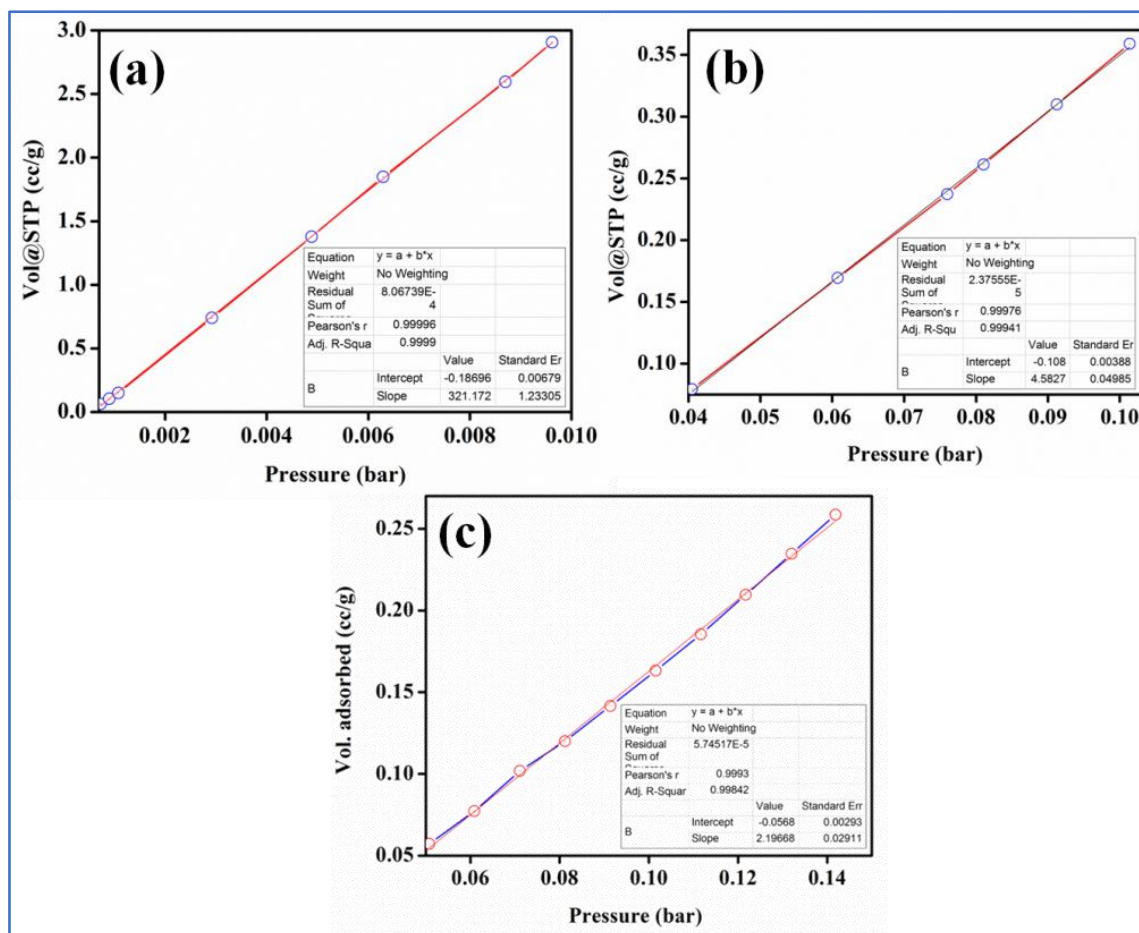 (a)
Vol@STP (cc/g)
3.0
2.5
2.0
1.5
1.0
0.5
0.0
0.002 0.004 0.006 0.008 0.010
Pressure (bar)
Equation y = a + b*x
Weight No Weighting
Residual 8.06739E-
Sum of 4
Pearson's r 0.99996
Adj. R-Squa 0.9999
Value Standard Er
B Intercept -0.18696 0.00679
Slope 321.172 1.23305
(b)
Vol@STP (cc/g)
0.35
0.30
0.25
0.20
0.15
0.10
0.04 0.05 0.06 0.07 0.08 0.09 0.10
Pressure (bar)
Equation y = a + b*x
Weight No Weighting
Residual 2.37555E-
Sum of 5
Pearson's r 0.99976
Adj. R-Squ 0.99941
Value Standard Er
B Intercept -0.108 0.00388
Slope 4.5827 0.04985
(c)
Vol. adsorbed (cc/g)
0.25
0.20
0.15
0.10
0.05
0.06 0.08 0.10 0.12 0.14
Pressure (bar)
Equation y = a + b*x
Weight No Weighting
Residual 5.74517E-5
Sum of
Pearson's r 0.9993
Adj. R-Squar 0.99842
Value Standard Err
B Intercept -0.0568 0.00293
Slope 2.19668 0.02911